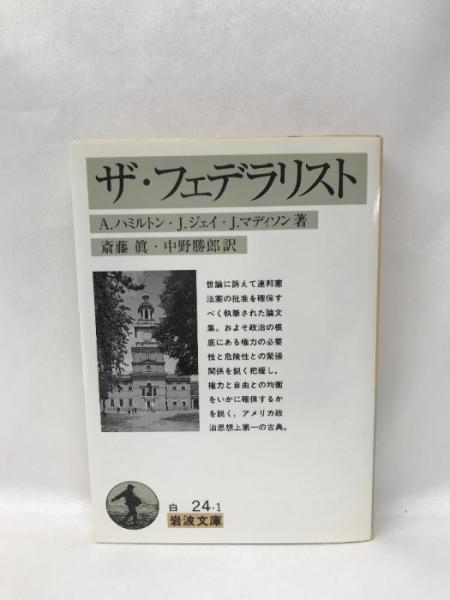 ザ・フェデラリスト
A.ハミルトン・J.ジェイ・J.マディソン著
斎藤 眞・中野勝郎訳
世論に訴えて連邦憲
法案の批准を確保す
べく執筆された論文
集。およそ政治の根
底にある権力の必要
性と危険性との緊張
関係を鋭く把握し,
権力と自由との均衡
をいかに確保するか
を説く,アメリカ政
治思想上第一の古典。
白 24-1
岩波文庫